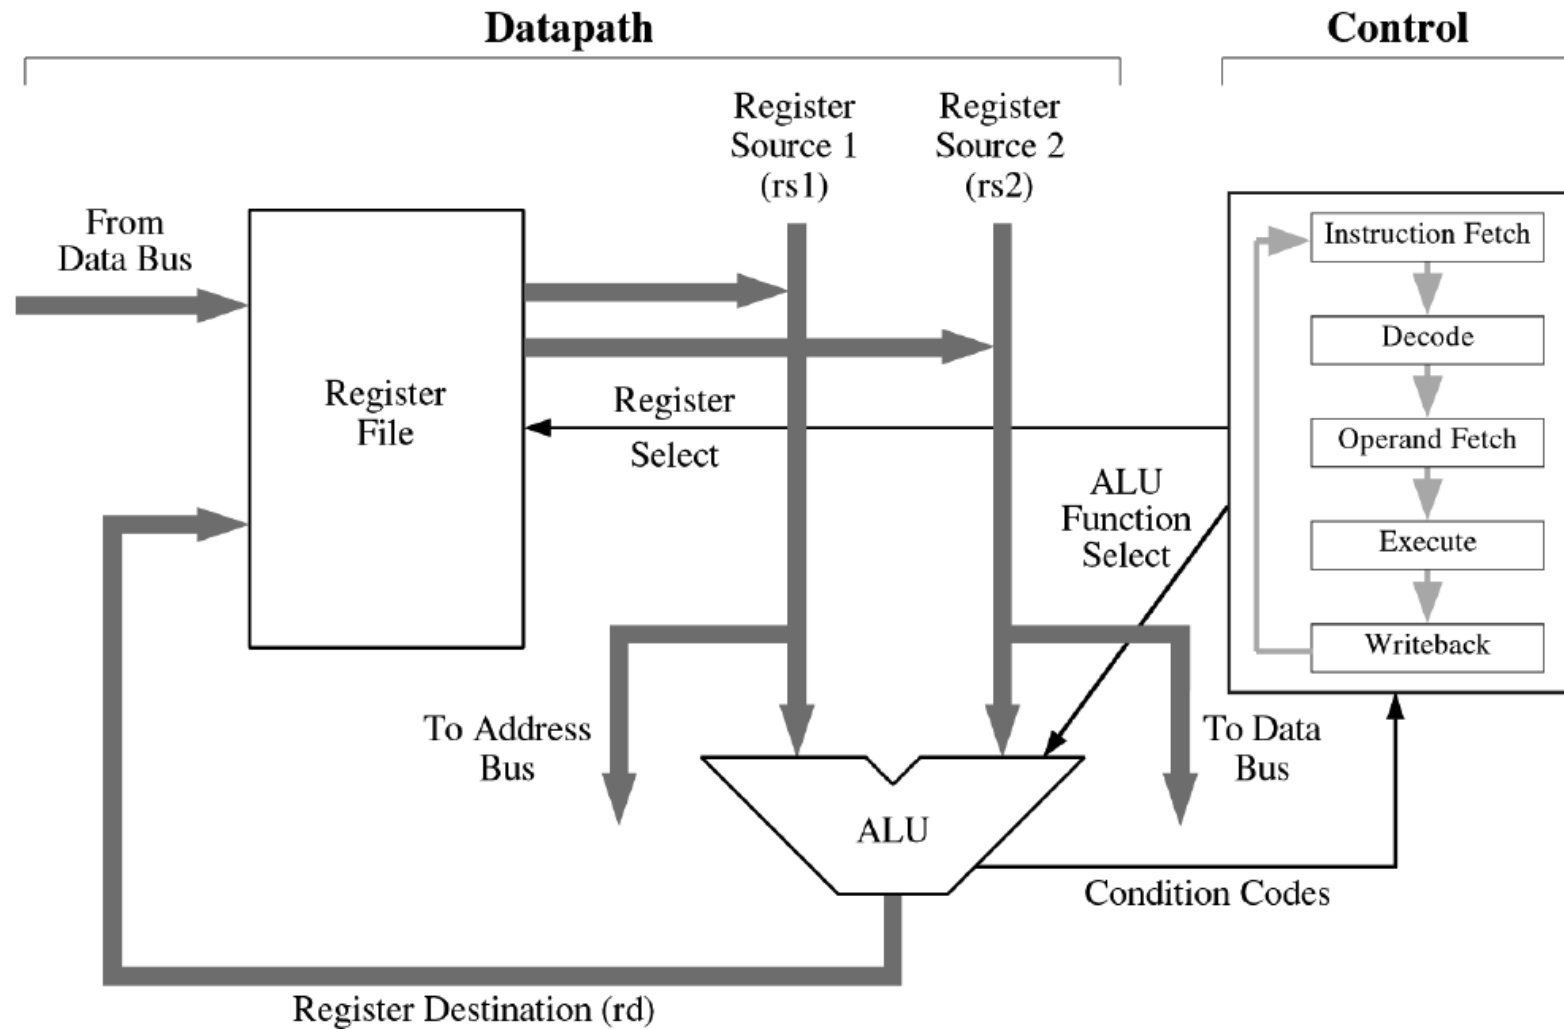 Datapath
Control
Register
Source 1
(rs1)
Register
Source 2
(rs2)
From
Data Bus
Register
File
Register
Select
ALU
Function
Select
Instruction Fetch
Decode
Operand Fetch
Execute
Writeback
To Address
Bus
To Data
Bus
ALU
Condition Codes
Register Destination (rd)